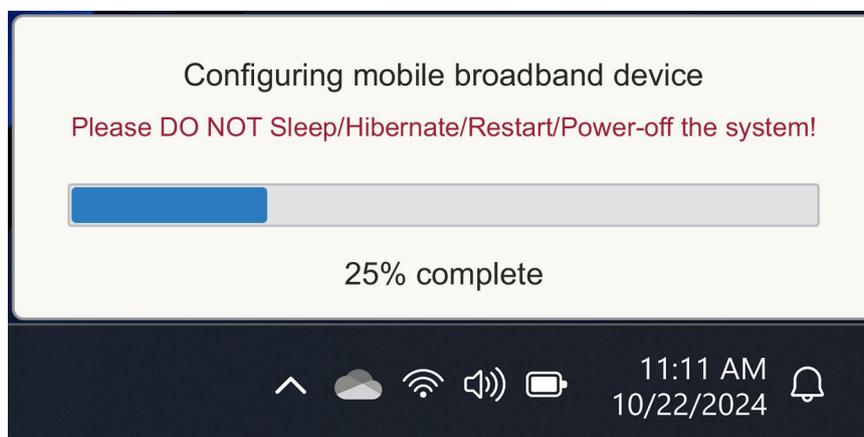 Configuring mobile broadband device
Please DO NOT Sleep/Hibernate/Restart/Power-off the system!
25% complete
11:11 AM
10/22/2024